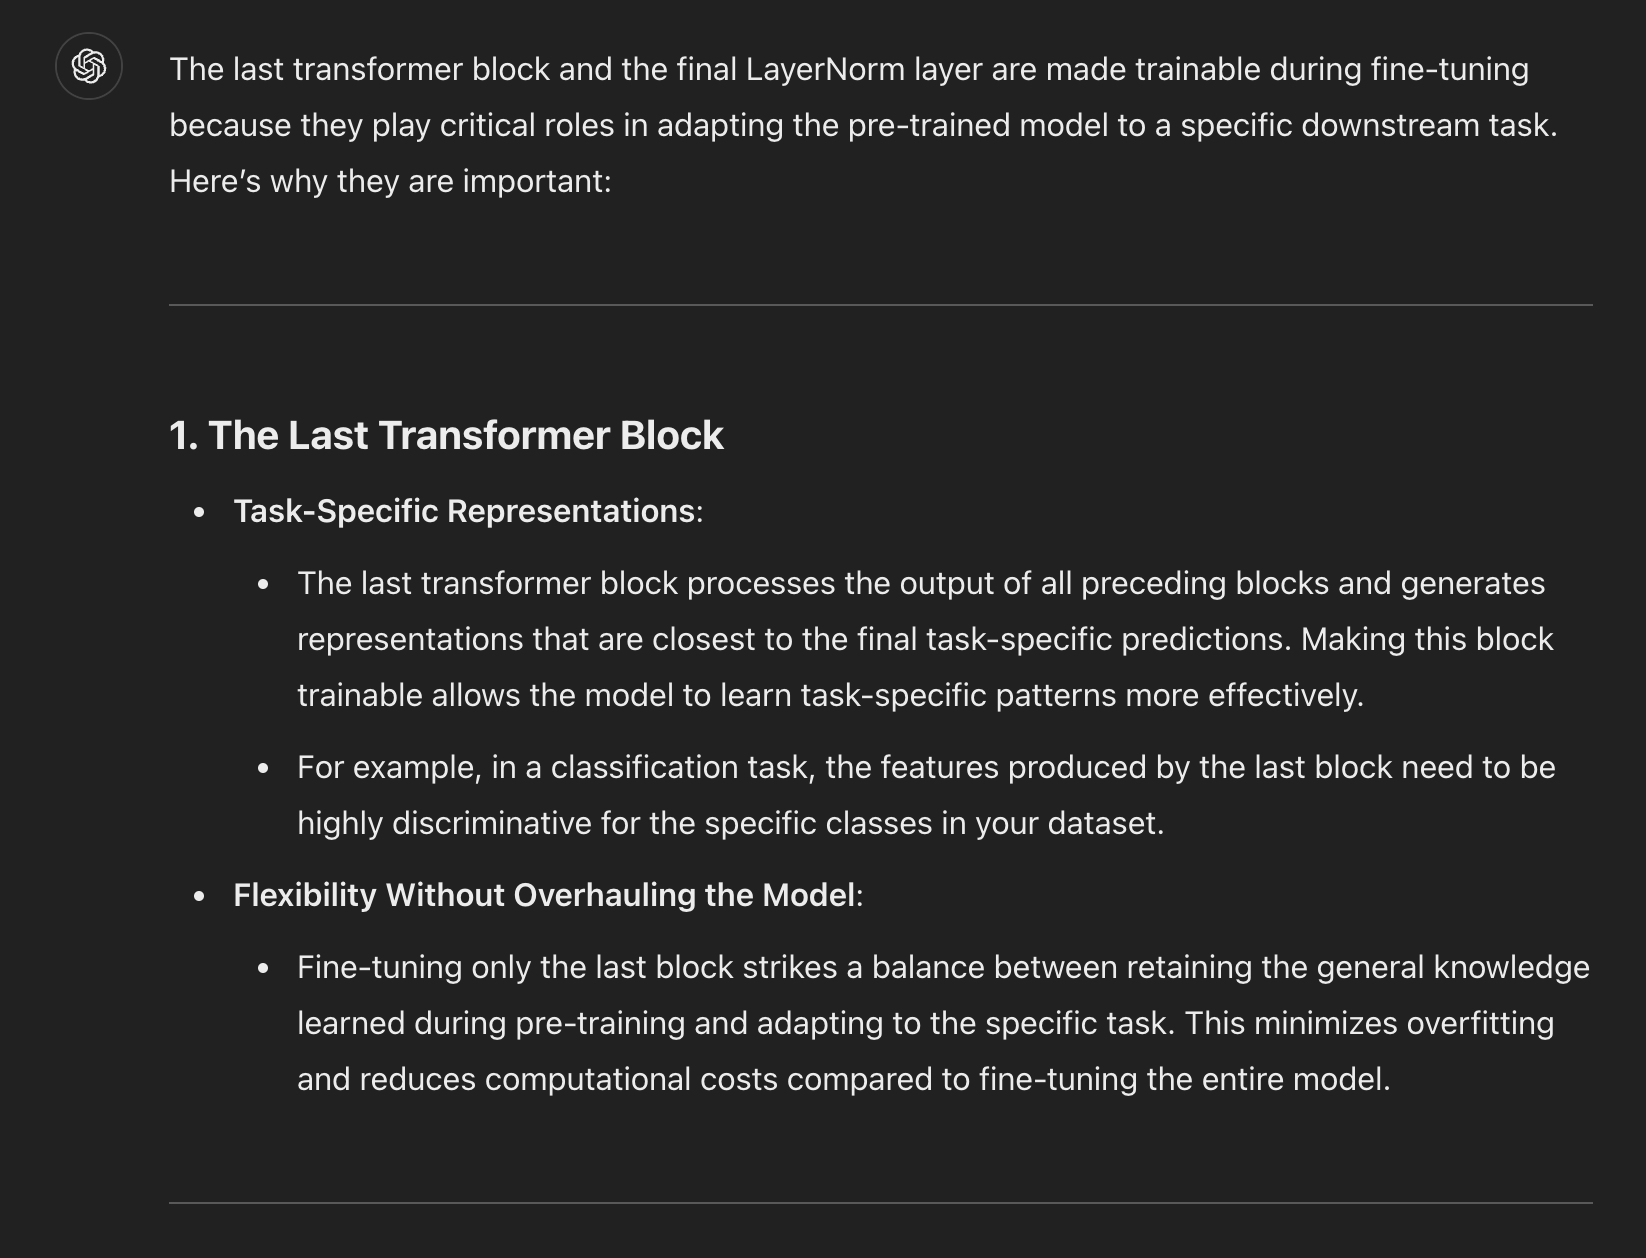 The last transformer block and the final LayerNorm layer are made trainable during fine-tuning
because they play critical roles in adapting the pre-trained model to a specific downstream task.
Here’s why they are important:
1. The Last Transformer Block
• Task-Specific Representations:
• The last transformer block processes the output of all preceding blocks and generates
representations that are closest to the final task-specific predictions. Making this block
trainable allows the model to learn task-specific patterns more effectively.
• For example, in a classification task, the features produced by the last block need to be
highly discriminative for the specific classes in your dataset.
• Flexibility Without Overhauling the Model:
• Fine-tuning only the last block strikes a balance between retaining the general knowledge
learned during pre-training and adapting to the specific task. This minimizes overfitting
and reduces computational costs compared to fine-tuning the entire model.